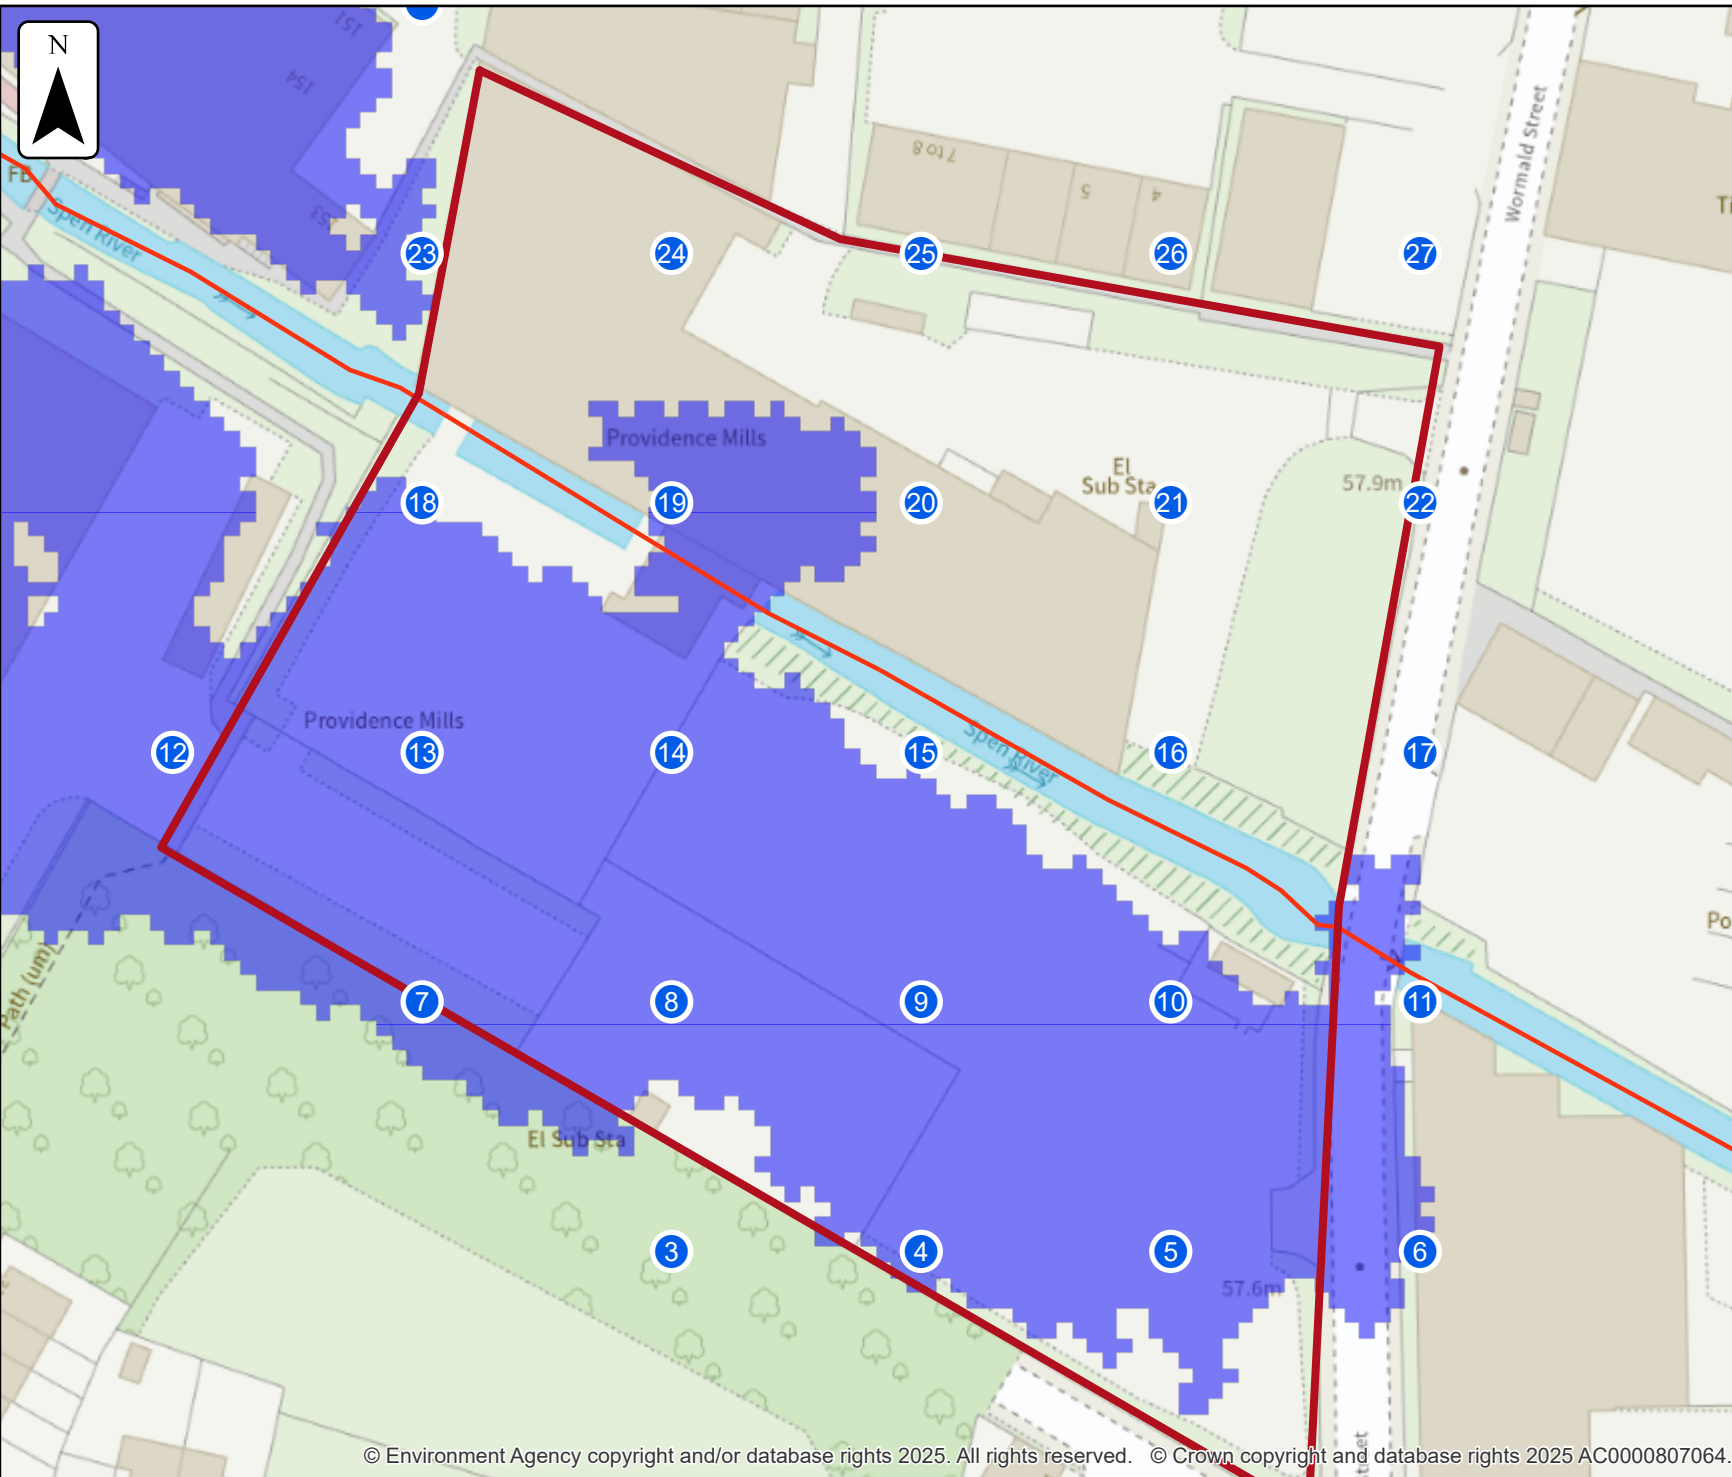 151
N
154
Wormald Street
7 to 8
5
4
FB
Spen River
153
23
24
25
26
27
Providence Mills
El
Sub Sta
57.9m
18
19
20
21
22
Providence Mills
Spen River
12
13
14
15
16
17
Path (um)
7
8
9
10
11
El Sub Sta
3
4
5
6
57.6m
© Environment Agency copyright and/or database rights 2025. All rights reserved. © Crown copyright and database rights 2025 AC0000807064.